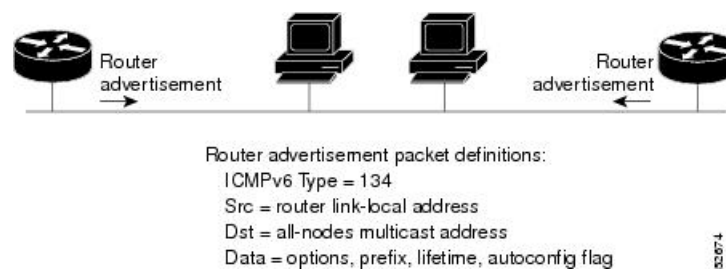 Router
advertisement
Router
advertisement
Router advertisement packet definitions:
ICMPv6 Type = 134
Src = router link-local address
Dst = all-nodes multicast address
Data = options, prefix, lifetime, autoconfig flag
52674